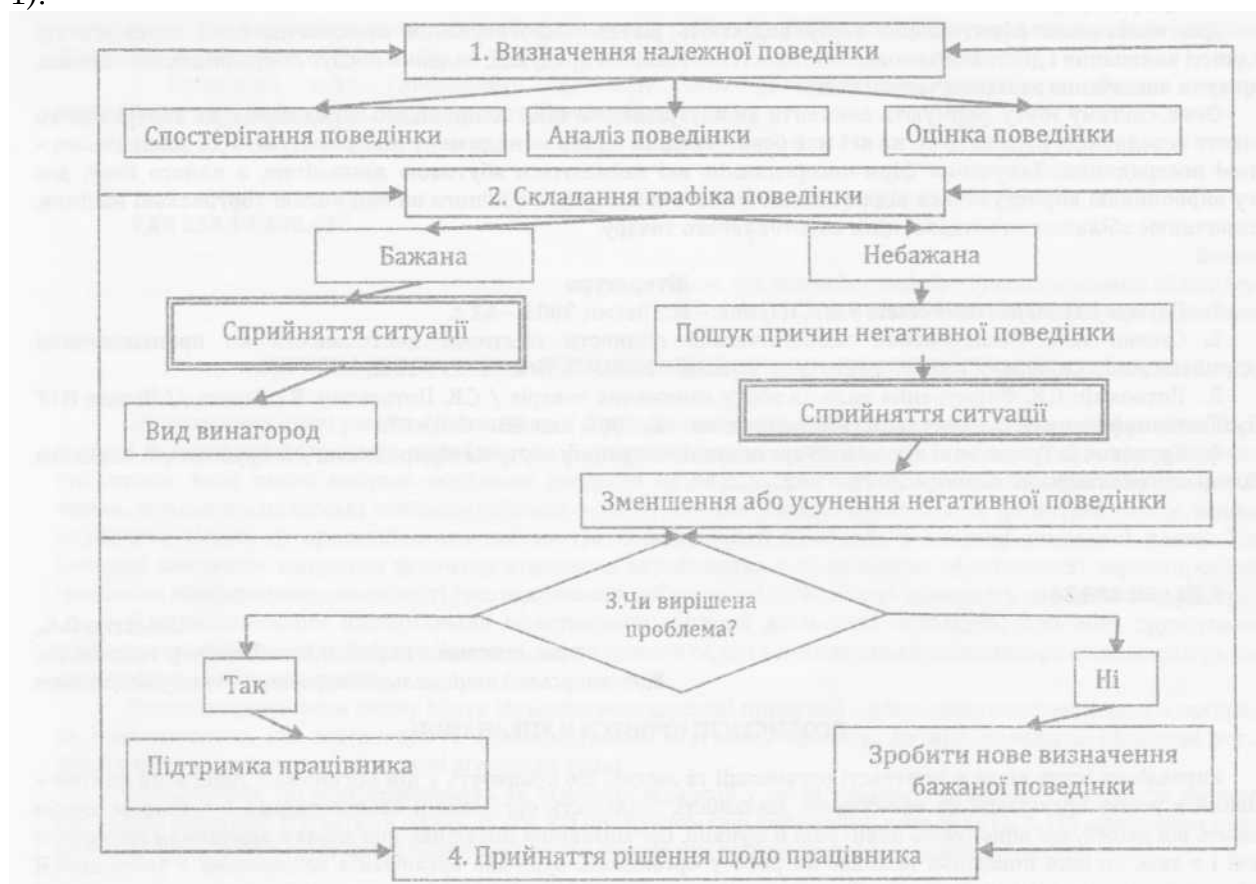 1).
1. Визначення належної поведінки
Спостерігання поведінки
Аналіз поведінки
Оцінка поведінки
2. Складання графіка поведінки
Бажана
Небажана
Сприйняття ситуації
Пошук причин негативної поведінки
Сприйняття ситуації
Вид винагород
Зменшення або усунення негативної поведінки
3.Чи вирішена
проблема?
Так
Ні
Підтримка працівника
Зробити нове визначення
бажаної поведінки
4. Прийняття рішення щодо працівника